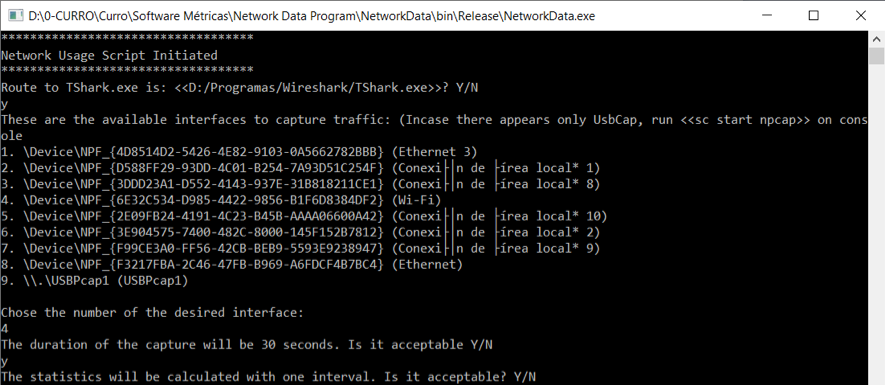 D:\0-CURRO\Curro\Software Métricas\Network Data Program\NetworkData\bin\Release\NetworkData.exe
***********************************
Network Usage Script Initiated
***********************************
Route to TShark.exe is: <<D:/Programas/Wireshark/TShark.exe>>? Y/N
y
These are the available interfaces to capture traffic: (Incase there appears only UsbCap, run <<sc start npcap>> on cons
ole
1. \Device\NPF_{4D8514D2-5426-4E82-9103-0A5662782BBB} (Ethernet 3)
2. \Device\NPF_{D588FF29-93DD-4C01-B254-7A93D51C254F} (Conexi├│n de ├írea local* 1)
3. \Device\NPF_{3DDD23A1-D552-4143-937E-31B818211CE1} (Conexi├│n de ├írea local* 8)
4. \Device\NPF_{6E32C534-D985-4422-9856-B1F6D8384DF2} (Wi-Fi)
5. \Device\NPF_{2E09FB24-4191-4C23-B45B-AAAA06600A42} (Conexi├│n de ├írea local* 10)
6. \Device\NPF_{3E904575-7400-482C-8000-145F152B7812} (Conexi├│n de ├írea local* 2)
7. \Device\NPF_{F99CE3A0-FF56-42CB-BEB9-5593E9238947} (Conexi├│n de ├írea local* 9)
8. \Device\NPF_{F3217FBA-2C46-47FB-B969-A6FDCF4B7BC4} (Ethernet)
9. \\.\USBPcap1 (USBPcap1)
Chose the number of the desired interface:
4
The duration of the capture will be 30 seconds. Is it acceptable Y/N
y
The statistics will be calculated with one interval. Is it acceptable? Y/N